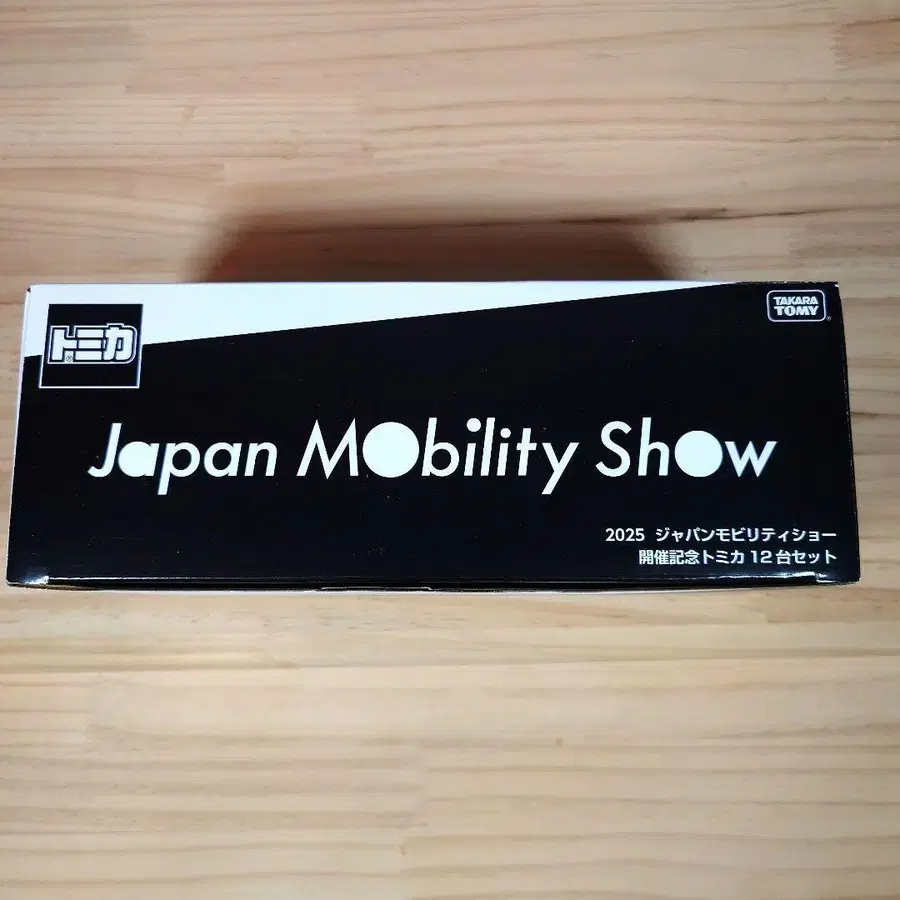 トミカ®
TAKARA
TOMY®
Japan Mobility Show
2025 ジャパンモビリティショー
開催記念トミカ 12台セット